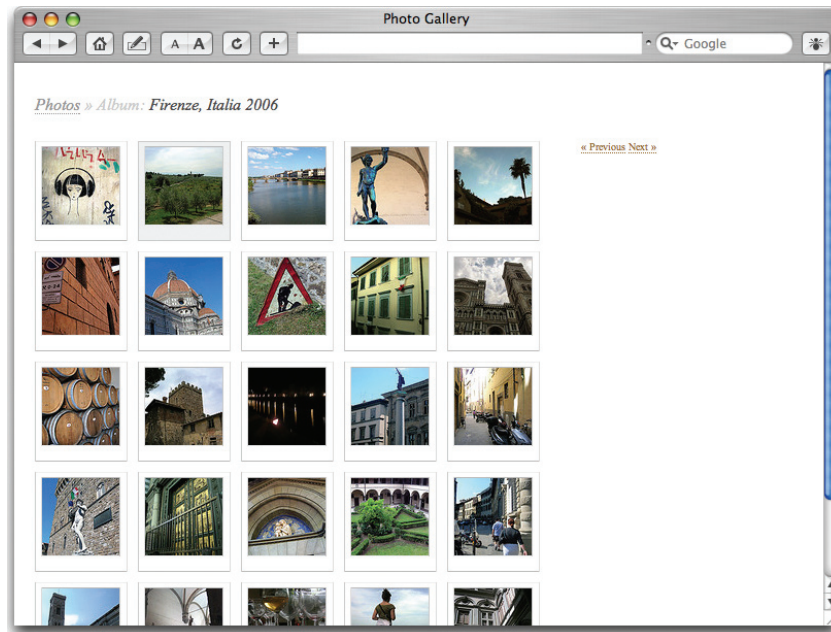 Photo Gallery
A A
Google
Photos » Album: Firenze, Italia 2006
« Previous Next »